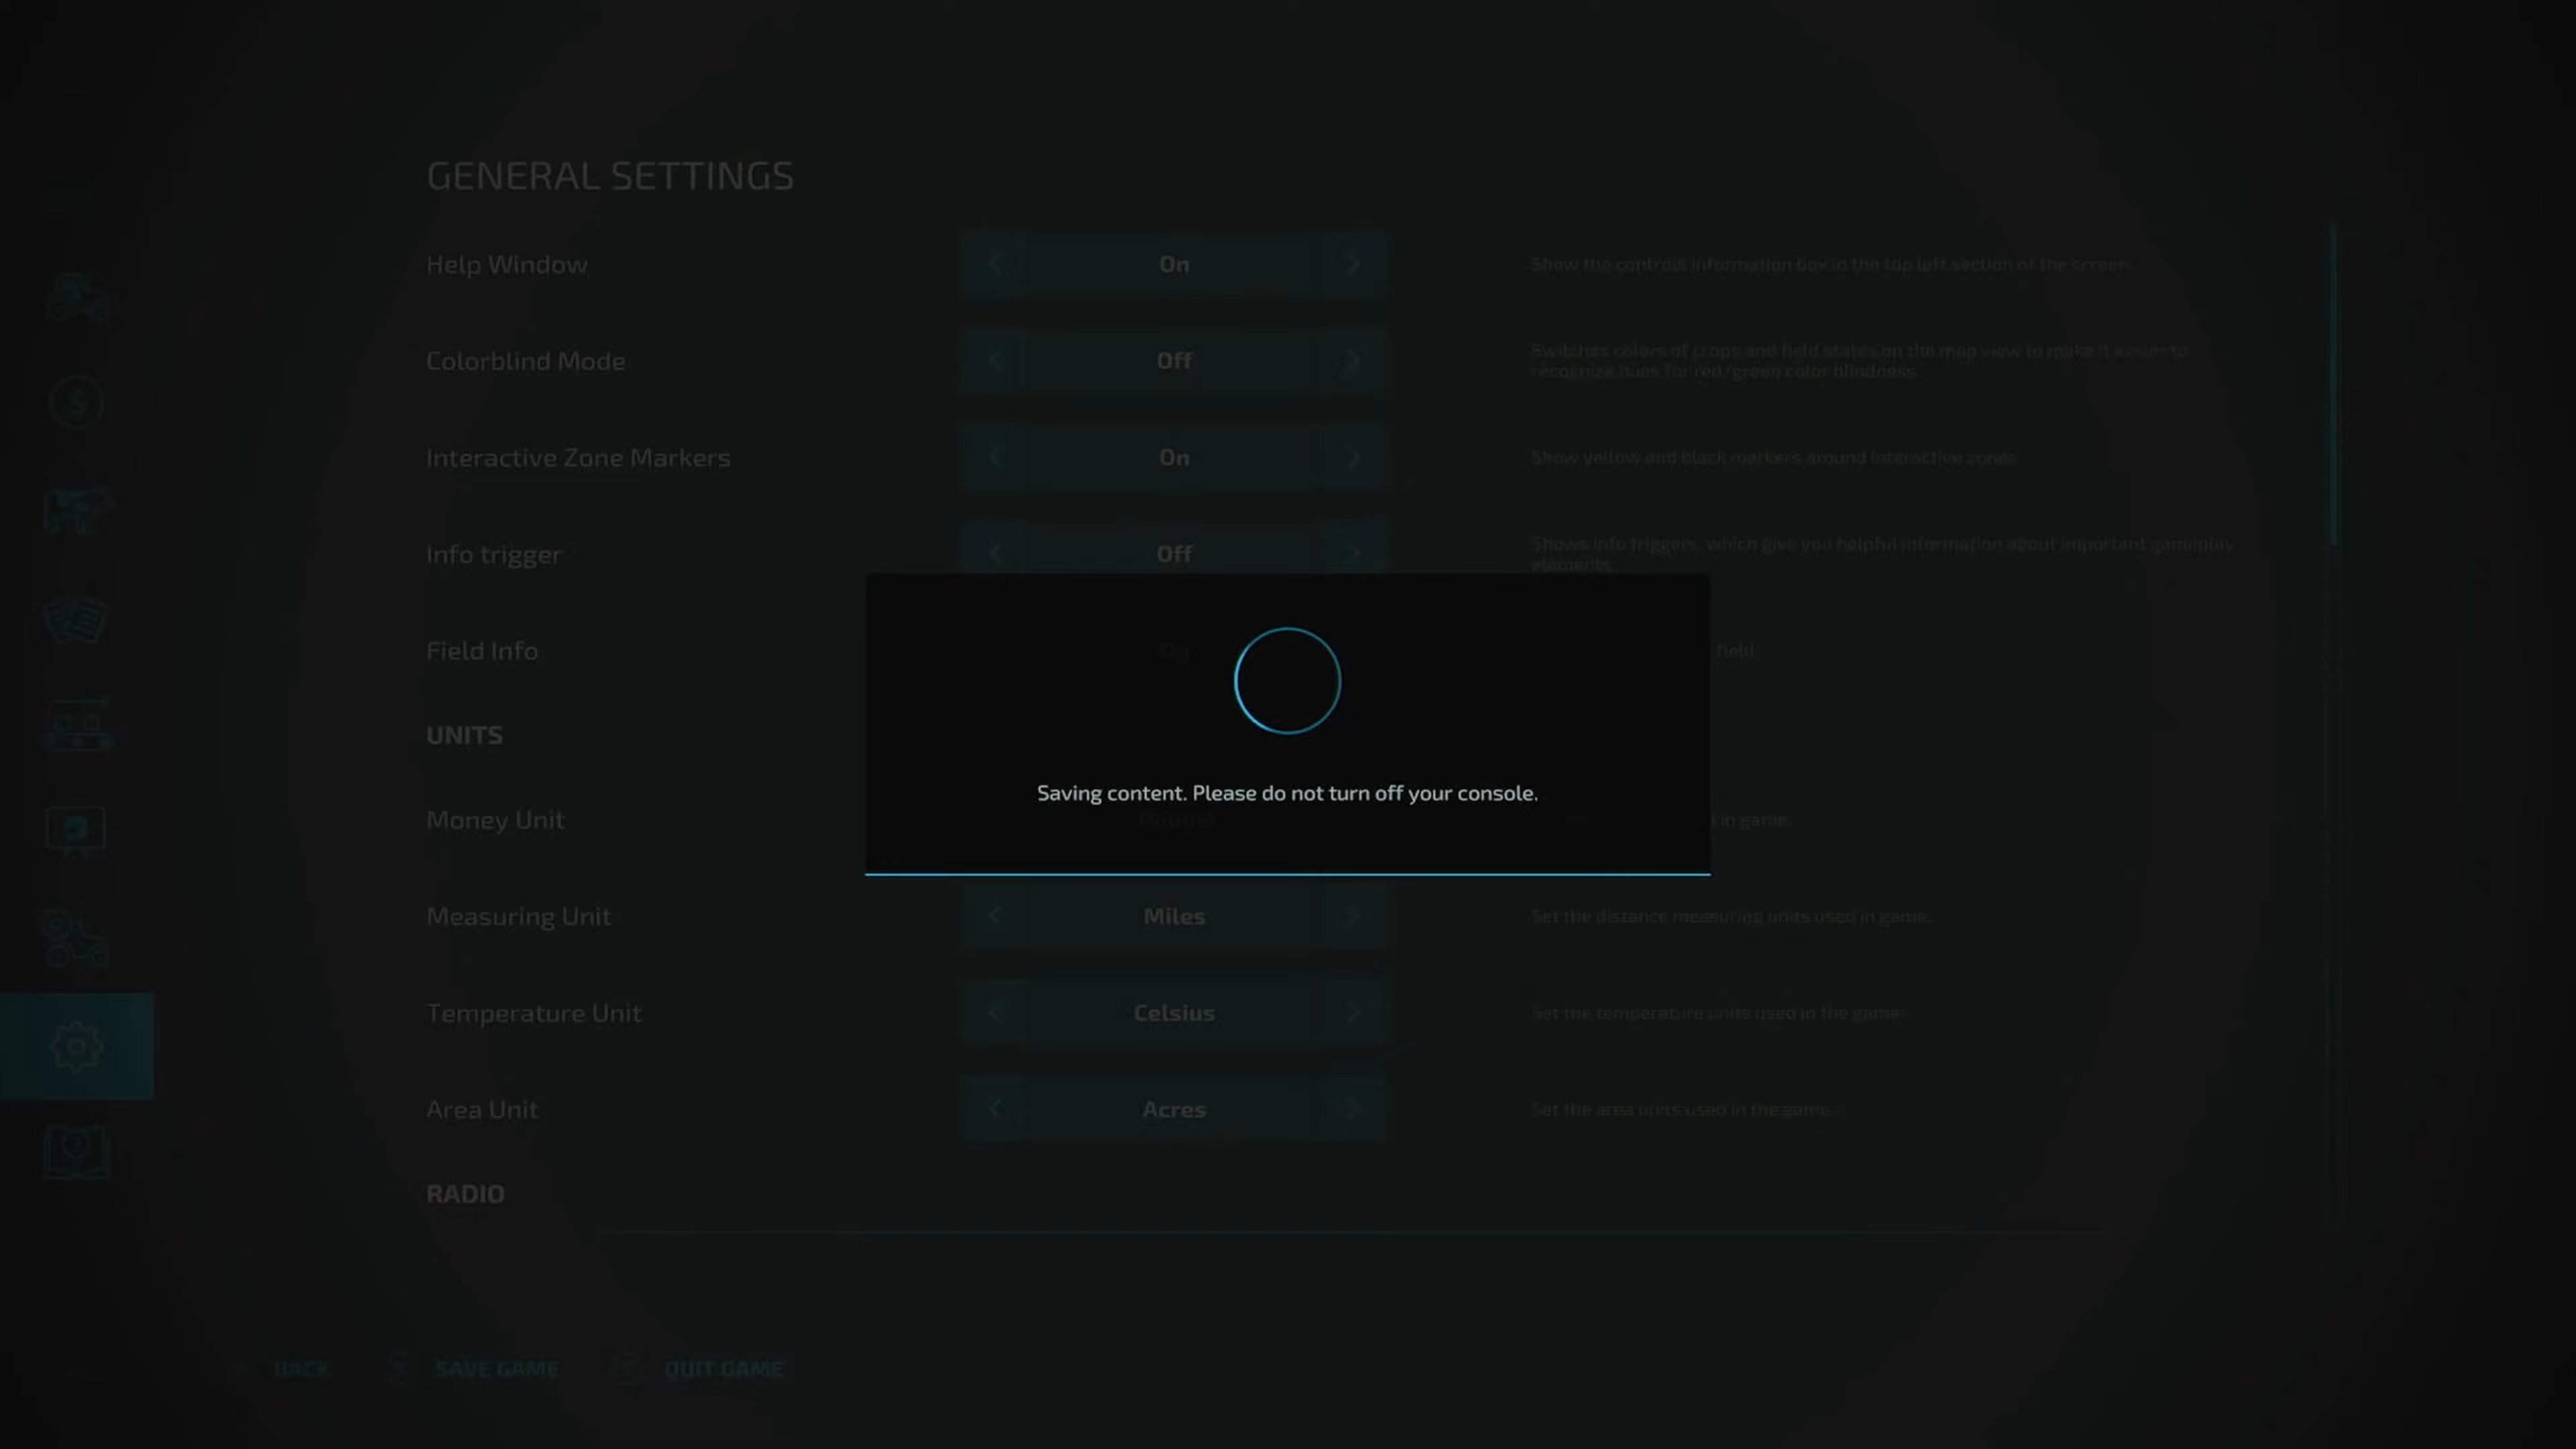 GENERAL SETTINGS
Help Window On Show the controls information box in the top left section of the screen.
Colorblind Mode Off Switches colors of crops and field states on the map view to make it easier to
recognize hues for red/green color blindness.
Interactive Zone Markers On Show yellow and black markers around interactive zones.
Info trigger Off Shows info triggers, which give you helpful information about important gameplay
elements.
Field Info On field.
UNITS
Saving content. Please do not turn off your console.
Money Unit in game.
Measuring Unit Miles Set the distance measuring units used in game.
Temperature Unit Celsius Set the temperature units used in the game.
Area Unit Acres Set the area units used in the game.
RADIO
BACK SAVE GAME QUIT GAME